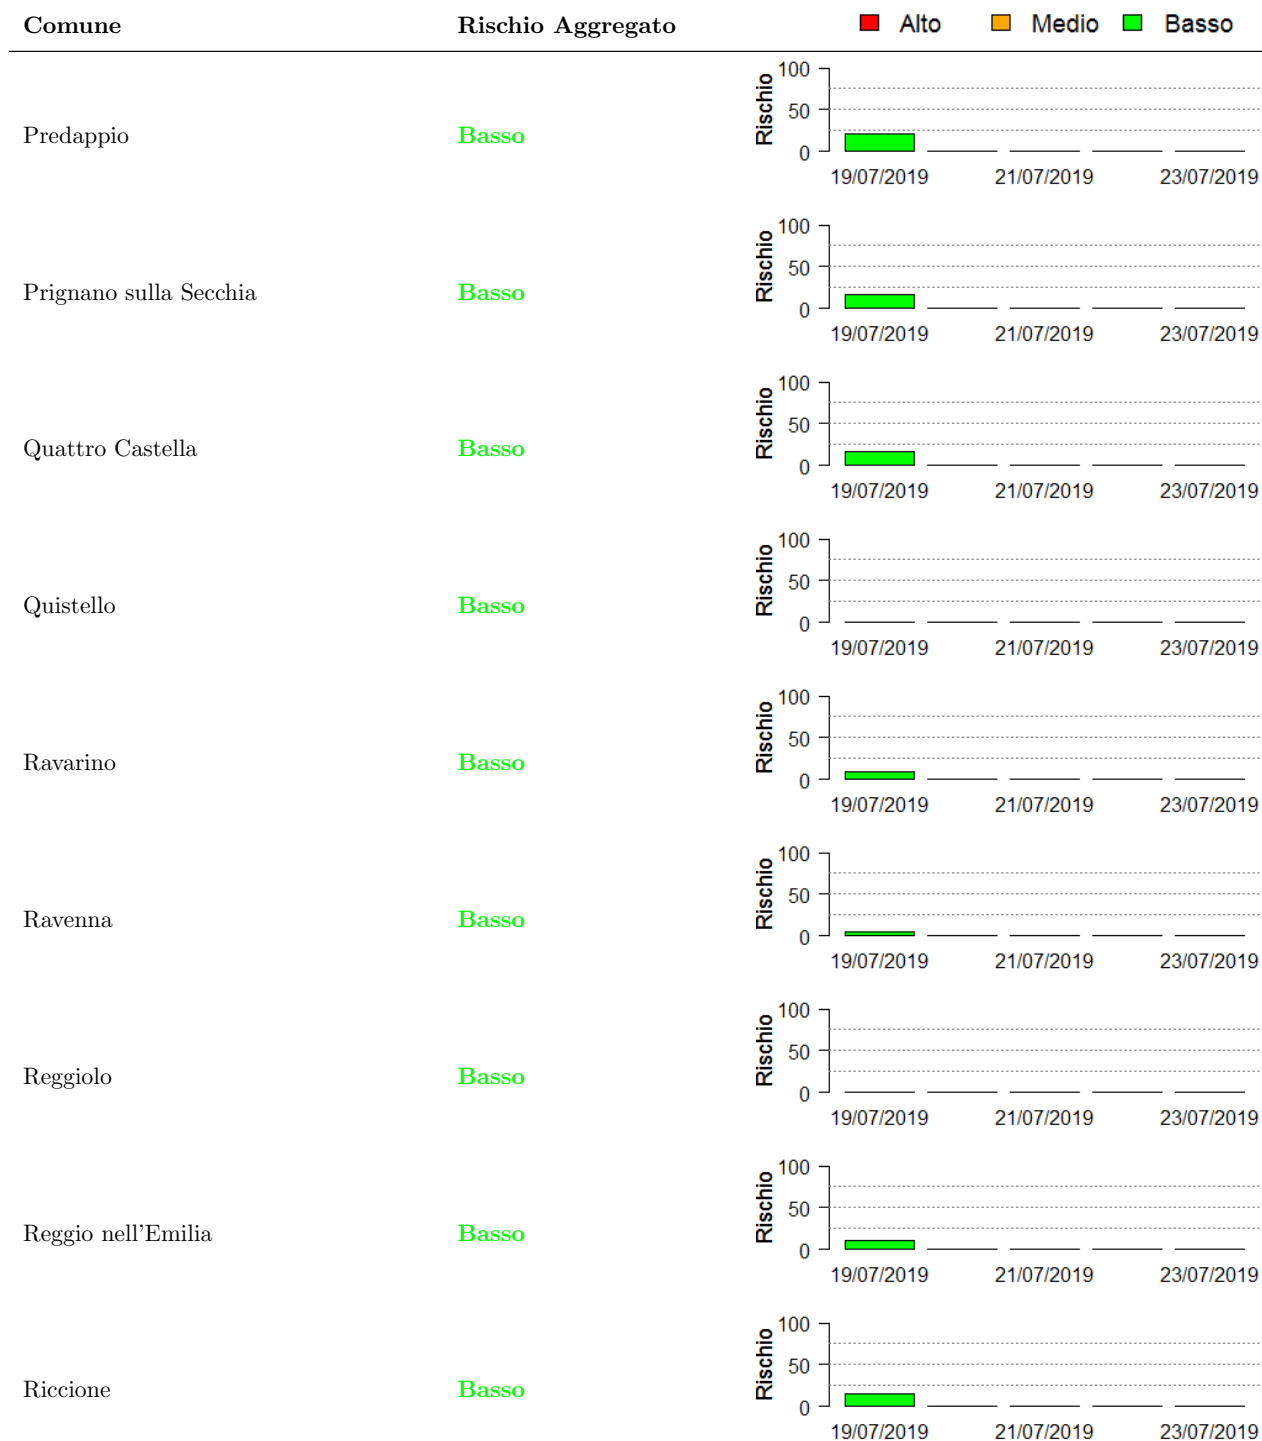 Comune Rischio Aggregato Alto Medio Basso
Predappio Basso Rischio 100 50 0
19/07/2019 21/07/2019 23/07/2019
Prignano sulla Secchia Basso Rischio 100 50 0
19/07/2019 21/07/2019 23/07/2019
Quattro Castella Basso Rischio 100 50 0
19/07/2019 21/07/2019 23/07/2019
Quistello Basso Rischio 100 50 0
19/07/2019 21/07/2019 23/07/2019
Ravarino Basso Rischio 100 50 0
19/07/2019 21/07/2019 23/07/2019
Ravenna Basso Rischio 100 50 0
19/07/2019 21/07/2019 23/07/2019
Reggiolo Basso Rischio 100 50 0
19/07/2019 21/07/2019 23/07/2019
Reggio nell'Emilia Basso Rischio 100 50 0
19/07/2019 21/07/2019 23/07/2019
Riccione Basso Rischio 100 50 0
19/07/2019 21/07/2019 23/07/2019